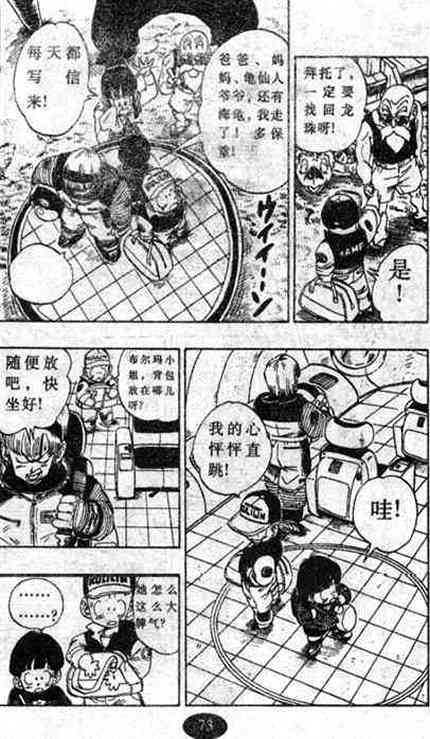 拜托了，要
一定
找回龙
珠呀！
KAME
是！
爸爸、妈
妈、龟仙人
爷爷，还有
海龟，我走
了！多保
重！
每天都
写信
来！
ウィィーン
我的心
怦怦直
跳！
哇！
布尔玛小
姐，背包
放在哪儿
呀？
随便放
吧，快
坐好！
她怎么
这么大
脾气？
……
……？
73